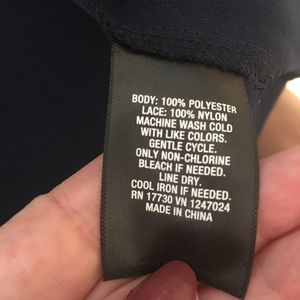 BODY: 100% POLYESTER
LACE: 100% NYLON
MACHINE WASH COLD
WITH LIKE COLORS.
GENTLE CYCLE.
ONLY NON-CHLORINE
BLEACH IF NEEDED.
LINE DRY.
COOL IRON IF NEEDED.
RN 17730 VN 1247024
MADE IN CHINA